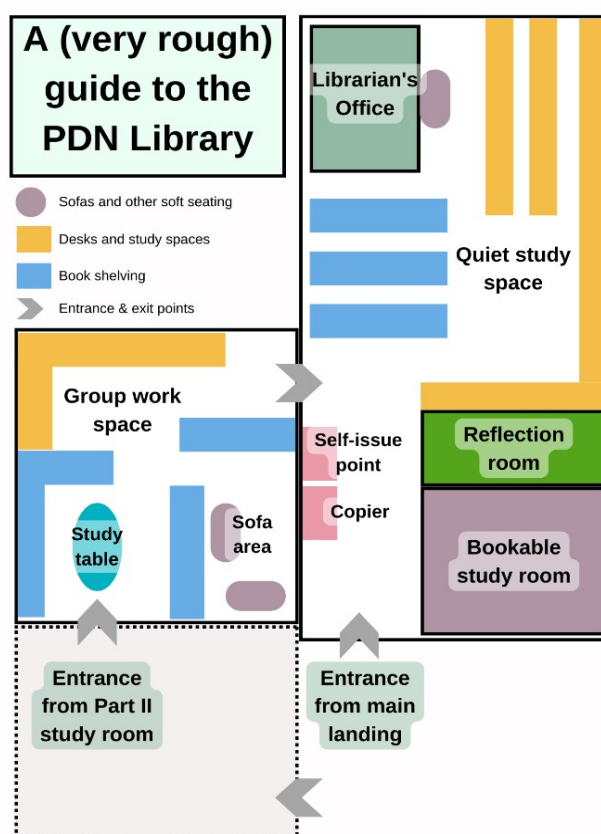 A (very rough)
guide to the
PDN Library
Sofas and other soft seating
Desks and study spaces
Book shelving
Entrance & exit points
Librarian's
Office
Quiet study
space
Group work
space
Self-issue
point
Reflection
room
Copier
Sofa
area
Study
table
Bookable
study room
Entrance
from Part II
study room
Entrance
from main
landing